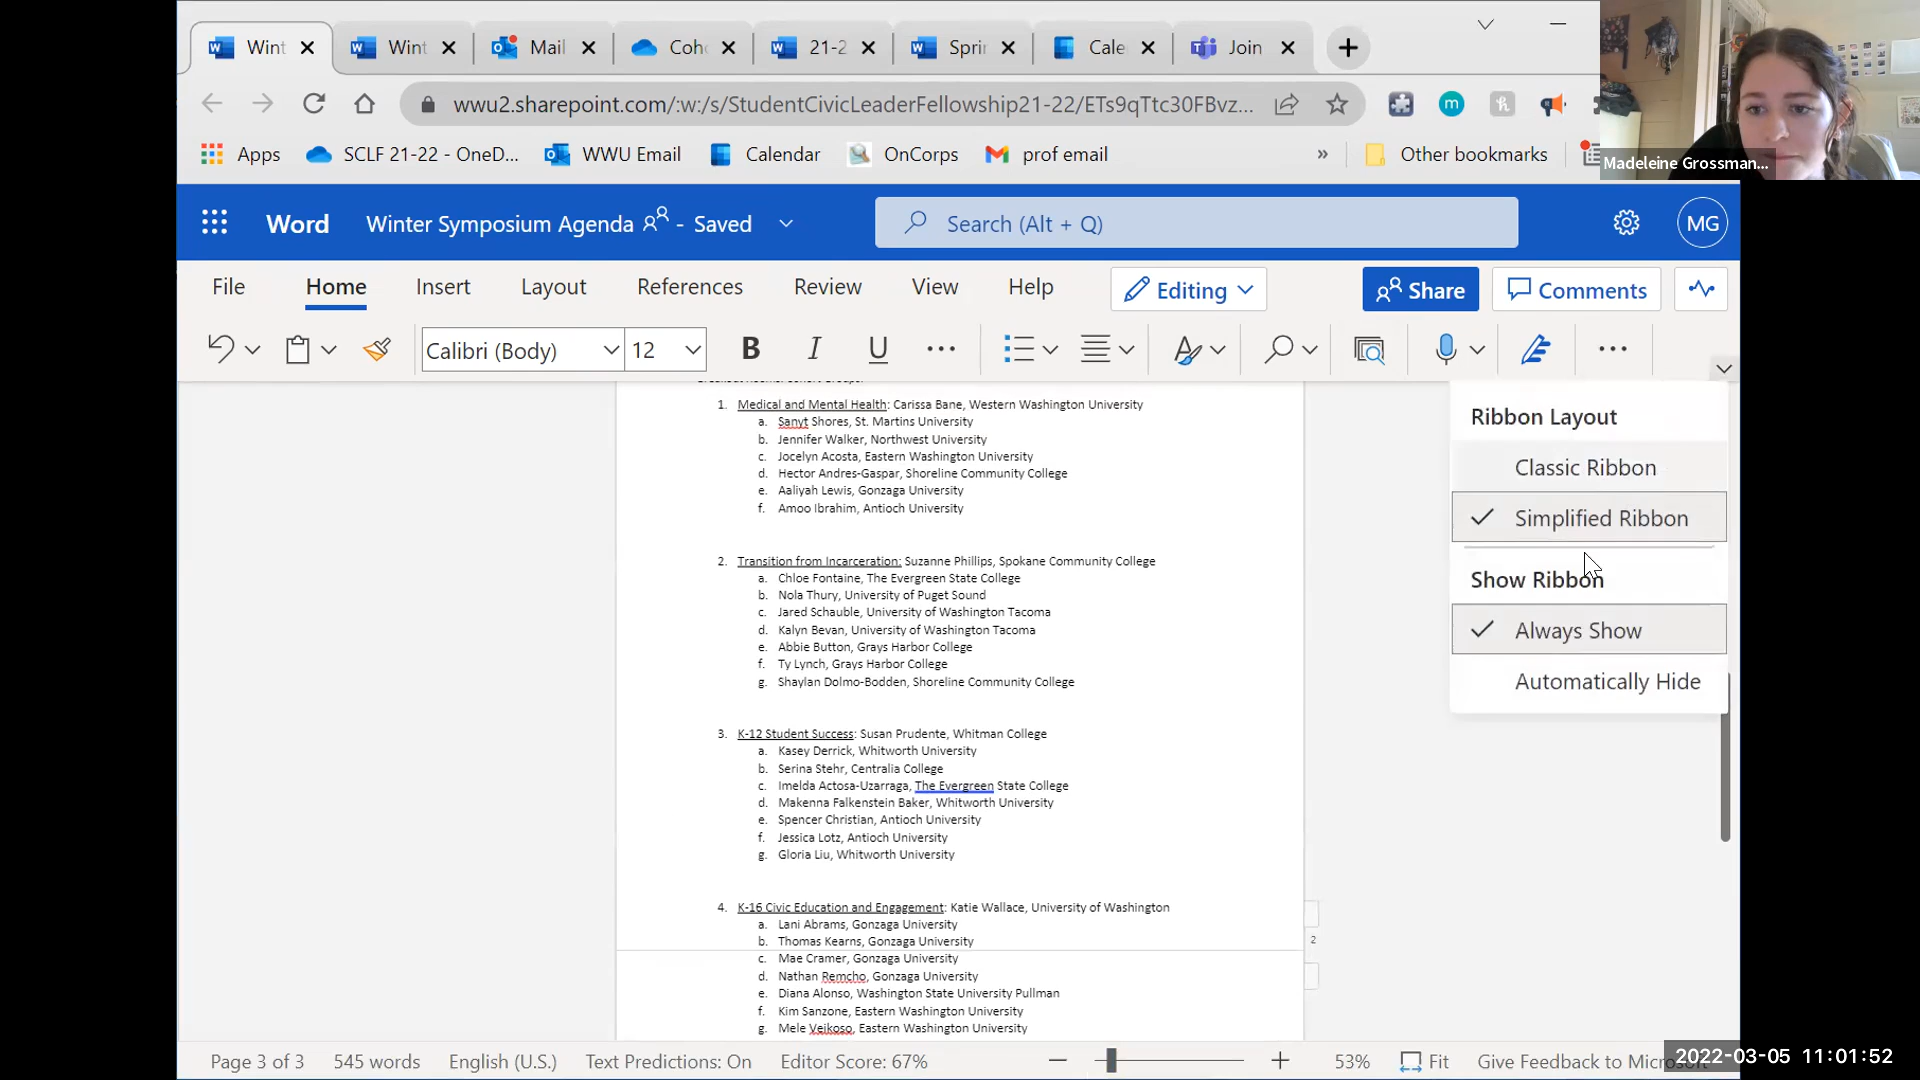 Wint
Wint
Mail
Coho
21-2
Sprin
Cale
Join
wwu2.sharepoint.com/:w:/s/StudentCivicLeaderFellowship21-22/ETs9qTtc30FBvz...
m
h
Apps
SCLF 21-22 - OneD...
WWU Email
Calendar
OnCorps
prof email
»
Other bookmarks
Madeleine Grossman...
Word
Winter Symposium Agenda - Saved
Search (Alt + Q)
MG
File
Home
Insert
Layout
References
Review
View
Help
Editing
Share
Comments
Calibri (Body)
12
B
I
U
Ribbon Layout
Classic Ribbon
Simplified Ribbon
Show Ribbon
Always Show
Automatically Hide
1. Medical and Mental Health: Carissa Bane, Western Washington University
a. Sanyt Shores, St. Martins University
b. Jennifer Walker, Northwest University
c. Jocelyn Acosta, Eastern Washington University
d. Hector Andres-Gaspar, Shoreline Community College
e. Aaliyah Lewis, Gonzaga University
f. Amoo Ibrahim, Antioch University
2. Transition from Incarceration: Suzanne Phillips, Spokane Community College
a. Chloe Fontaine, The Evergreen State College
b. Nola Thury, University of Puget Sound
c. Jared Schauble, University of Washington Tacoma
d. Kalyn Bevan, University of Washington Tacoma
e. Abbie Button, Grays Harbor College
f. Ty Lynch, Grays Harbor College
g. Shaylan Dolmo-Bodden, Shoreline Community College
3. K-12 Student Success: Susan Prudente, Whitman College
a. Kasey Derrick, Whitworth University
b. Serina Stehr, Centralia College
c. Imelda Actosa-Uzarraga, The Evergreen State College
d. Makenna Falkenstein Baker, Whitworth University
e. Spencer Christian, Antioch University
f. Jessica Lotz, Antioch University
g. Gloria Liu, Whitworth University
4. K-16 Civic Education and Engagement: Katie Wallace, University of Washington
a. Lani Abrams, Gonzaga University
b. Thomas Kearns, Gonzaga University
2
c. Mae Cramer, Gonzaga University
d. Nathan Remcho, Gonzaga University
e. Diana Alonso, Washington State University Pullman
f. Kim Sanzone, Eastern Washington University
g. Mele Veikoso, Eastern Washington University
Page 3 of 3
545 words
English (U.S.)
Text Predictions: On
Editor Score: 67%
53%
Fit
Give Feedback to Microsoft
2022-03-05 11:01:52